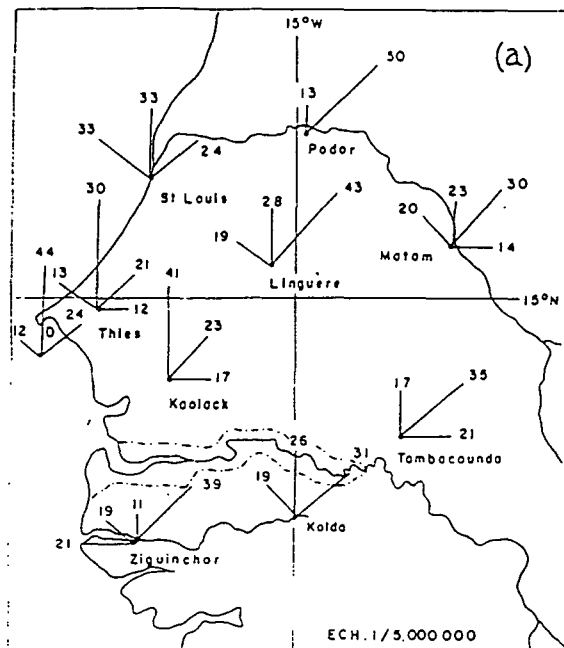 15°W
(a)
50
13
Podor
33
33
24
St Louis
30
28
43
19
Linguère
23
30
20
14
Matam
15°N
44
13
21
12
Thies
12
0
24
41
23
17
Kaolack
17
35
21
Tambacounda
26
31
19
Kolda
39
11
19
21
Ziguinchor
ECH. 1/5,000 000